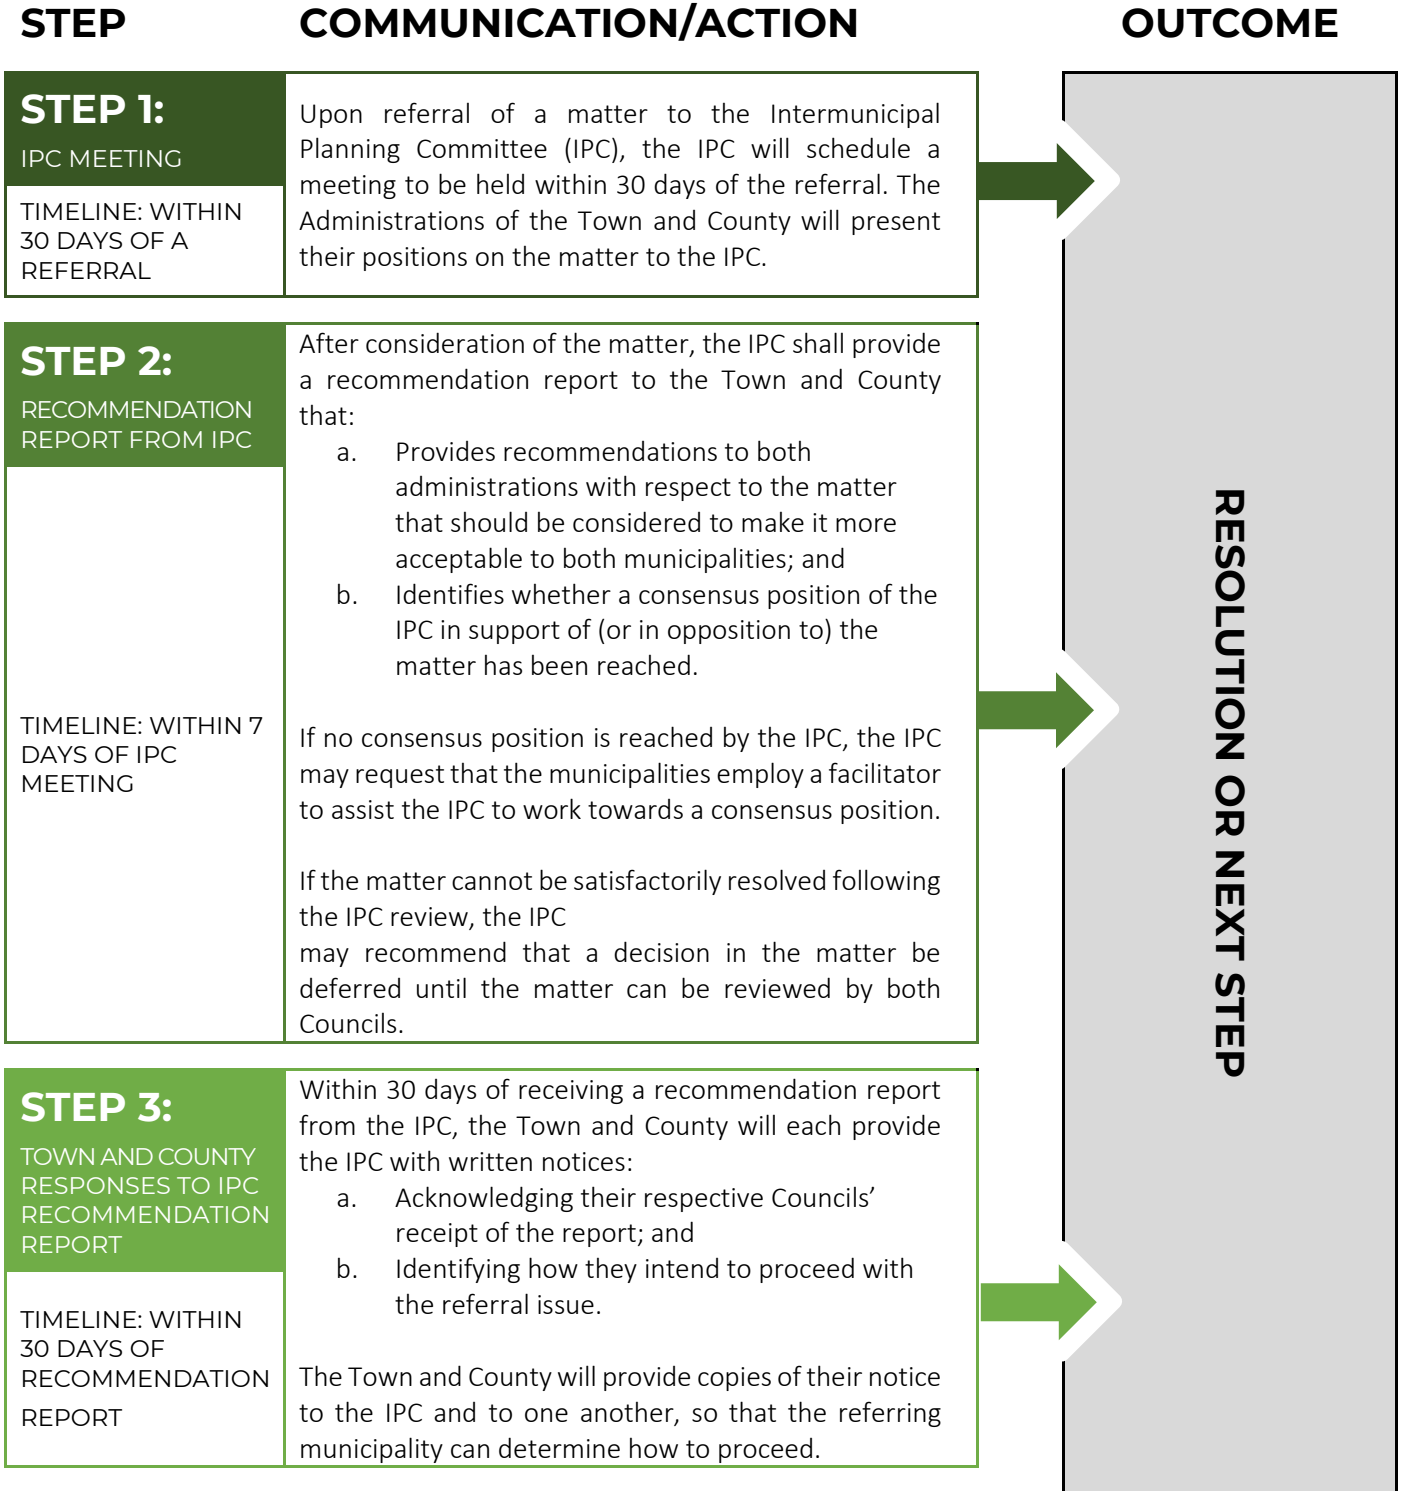 STEP
COMMUNICATION/ACTION
OUTCOME
STEP 1:
IPC MEETING
TIMELINE: WITHIN
30 DAYS OF A
REFERRAL
Upon referral of a matter to the Intermunicipal
Planning Committee (IPC), the IPC will schedule a
meeting to be held within 30 days of the referral. The
Administrations of the Town and County will present
their positions on the matter to the IPC.
STEP 2:
RECOMMENDATION
REPORT FROM IPC
TIMELINE: WITHIN 7
DAYS OF IPC
MEETING
After consideration of the matter, the IPC shall provide
a recommendation report to the Town and County
that:
a. Provides recommendations to both
administrations with respect to the matter
that should be considered to make it more
acceptable to both municipalities; and
b. Identifies whether a consensus position of the
IPC in support of (or in opposition to) the
matter has been reached.
If no consensus position is reached by the IPC, the IPC
may request that the municipalities employ a facilitator
to assist the IPC to work towards a consensus position.
If the matter cannot be satisfactorily resolved following
the IPC review, the IPC
may recommend that a decision in the matter be
deferred until the matter can be reviewed by both
Councils.
STEP 3:
TOWN AND COUNTY
RESPONSES TO IPC
RECOMMENDATION
REPORT
TIMELINE: WITHIN
30 DAYS OF
RECOMMENDATION
REPORT
Within 30 days of receiving a recommendation report
from the IPC, the Town and County will each provide
the IPC with written notices:
a. Acknowledging their respective Councils’
receipt of the report; and
b. Identifying how they intend to proceed with
the referral issue.
The Town and County will provide copies of their notice
to the IPC and to one another, so that the referring
municipality can determine how to proceed.
RESOLUTION OR NEXT STEP